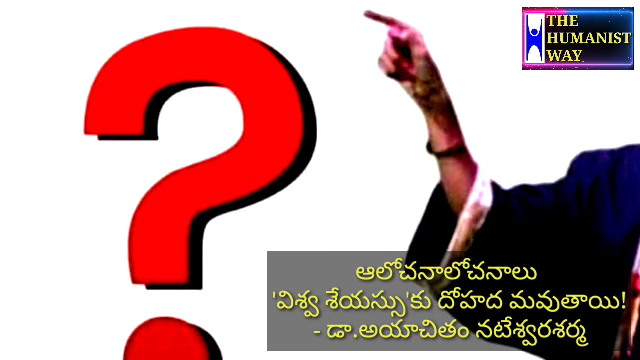 THE
HUMANIST
WAY
ఆలోచనాలోచనాలు
'విశ్వ శేయస్సు'కు దోహద మవుతాయి!
- డా.అయాచితం నటేశ్వరశర్మ